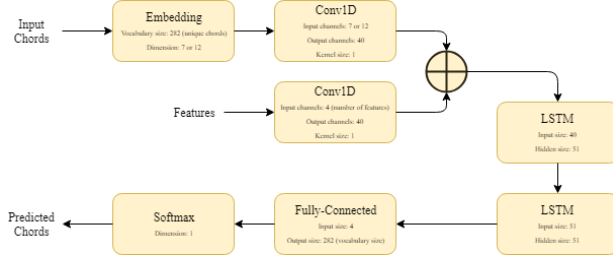 Input
Chords
Embedding
Vocabulary size: 282 (unique chords)
Dimension: 7 or 12
Conv1D
Input channels: 7 or 12
Output channels: 40
Kernel size: 1
Features
Conv1D
Input channels: 4 (number of features)
Output channels: 40
Kernel size: 1
LSTM
Input size: 40
Hidden size: 51
LSTM
Input size: 51
Hidden size: 51
Fully-Connected
Input size: 4
Output size: 282 (vocabulary size)
Softmax
Dimension: 1
Predicted
Chords